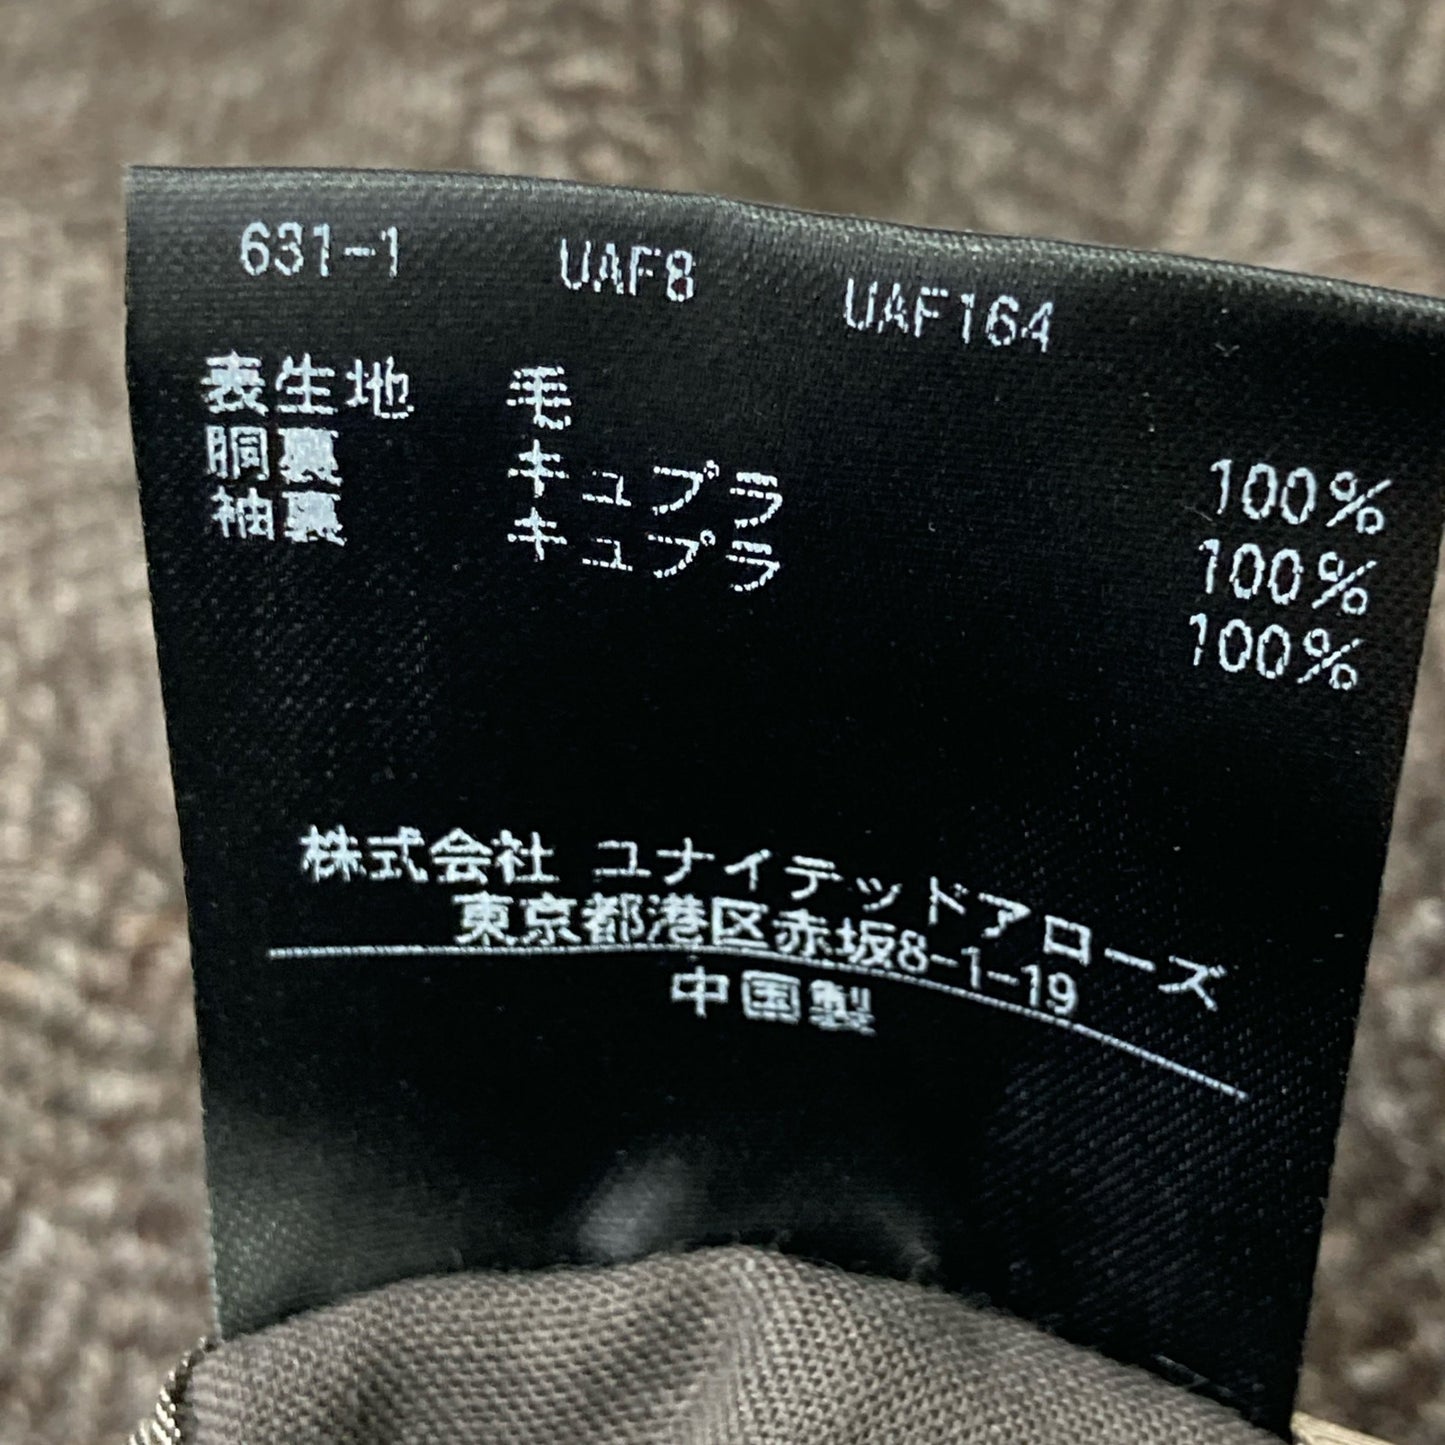 631-1 UAF8 UAF164
表生地 毛 100%
胴裏 キュプラ 100%
袖裏 キュプラ 100%
株式会社 ユナイテッドアローズ
東京都港区赤坂8-1-19
中国製